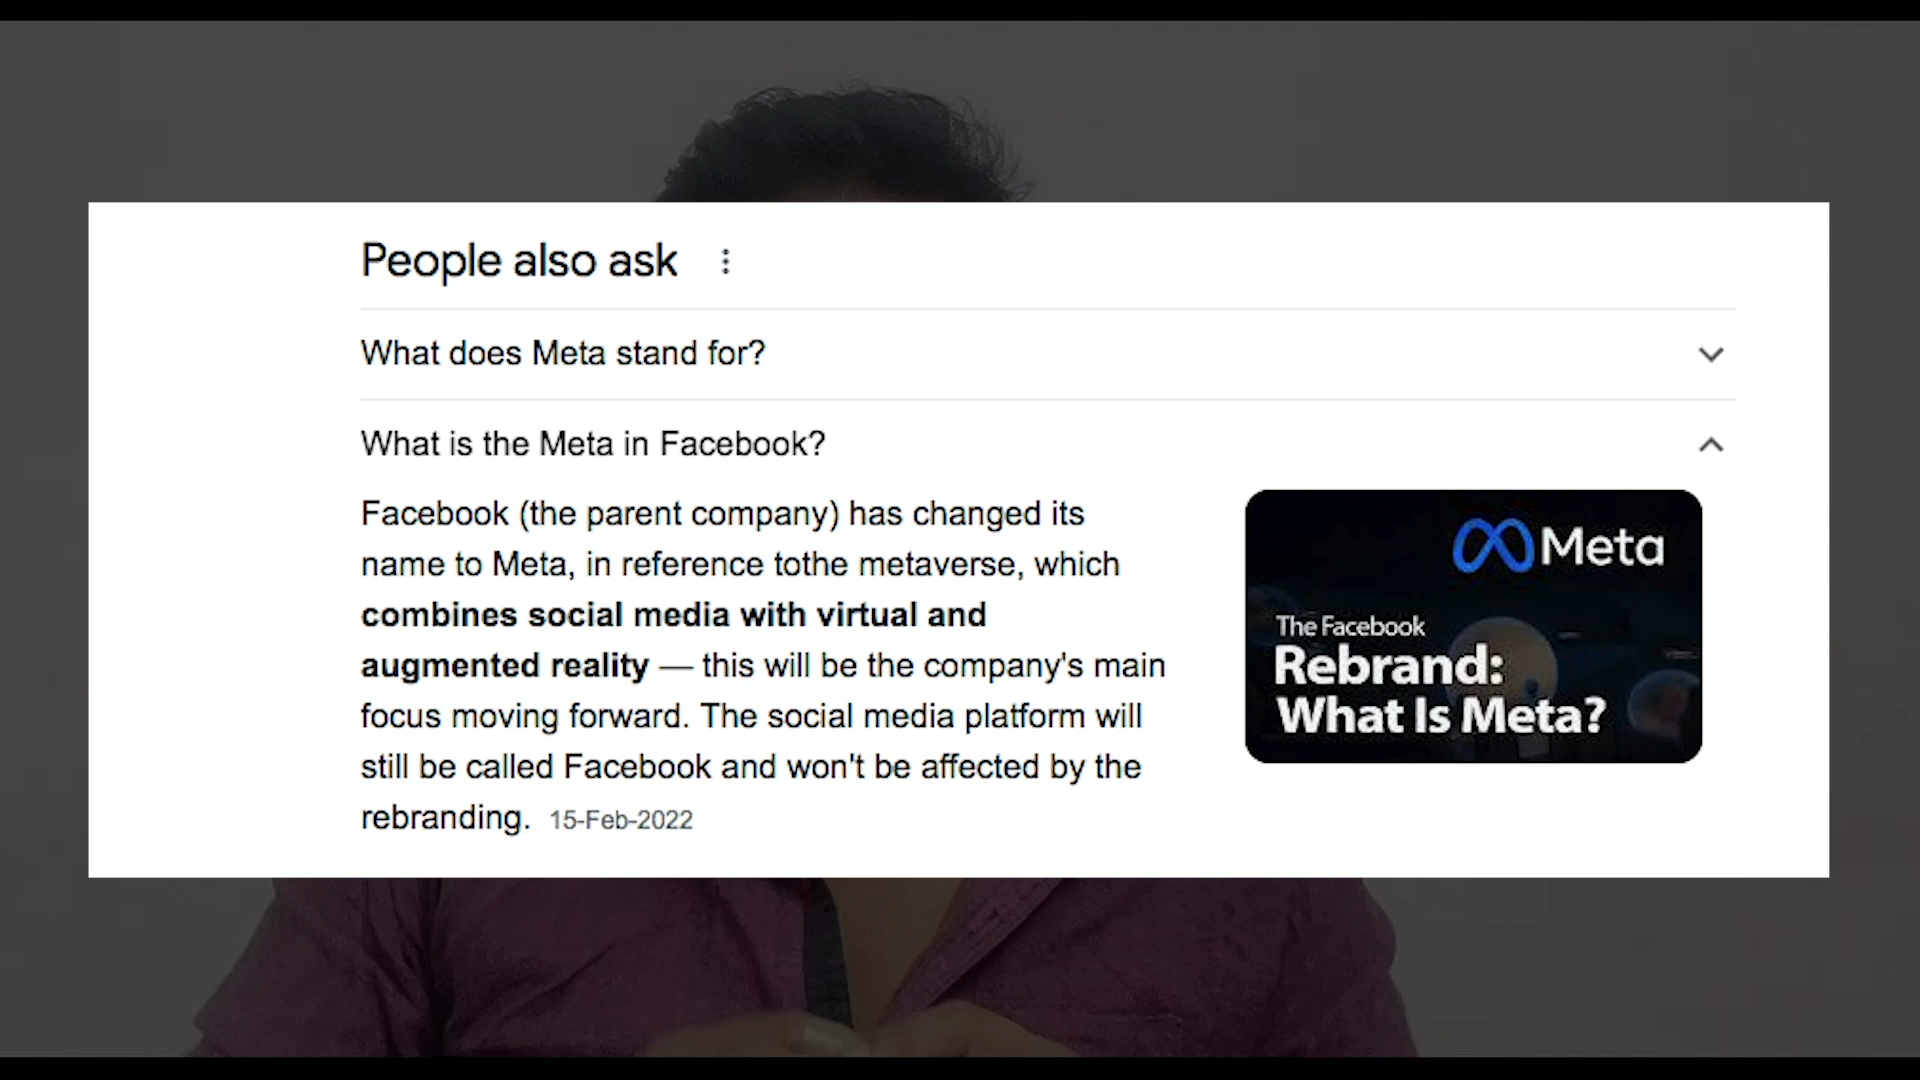 People also ask
What does Meta stand for?
What is the Meta in Facebook?
Facebook (the parent company) has changed its
name to Meta, in reference tothe metaverse, which
combines social media with virtual and
augmented reality — this will be the company's main
focus moving forward. The social media platform will
still be called Facebook and won't be affected by the
rebranding. 15-Feb-2022
Meta
The Facebook
Rebrand:
What Is Meta?